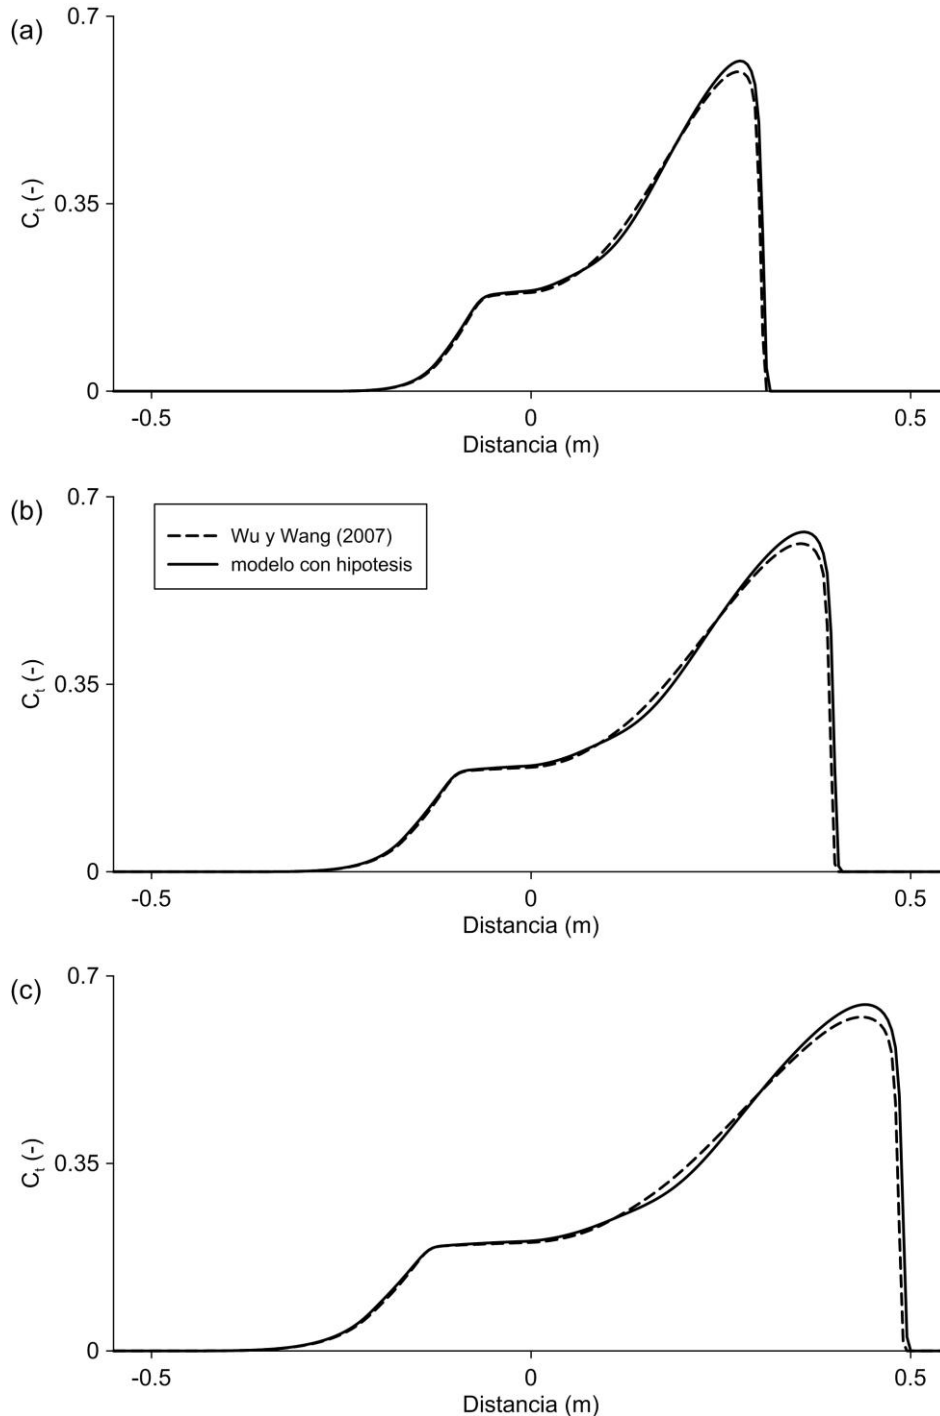 (a)
0.7
0.35
0
C_t (-)
-0.5 0 0.5
Distancia (m)
(b)
0.7
0.35
0
C_t (-)
Wu y Wang (2007)
modelo con hipotesis
-0.5 0 0.5
Distancia (m)
(c)
0.7
0.35
0
C_t (-)
-0.5 0 0.5
Distancia (m)